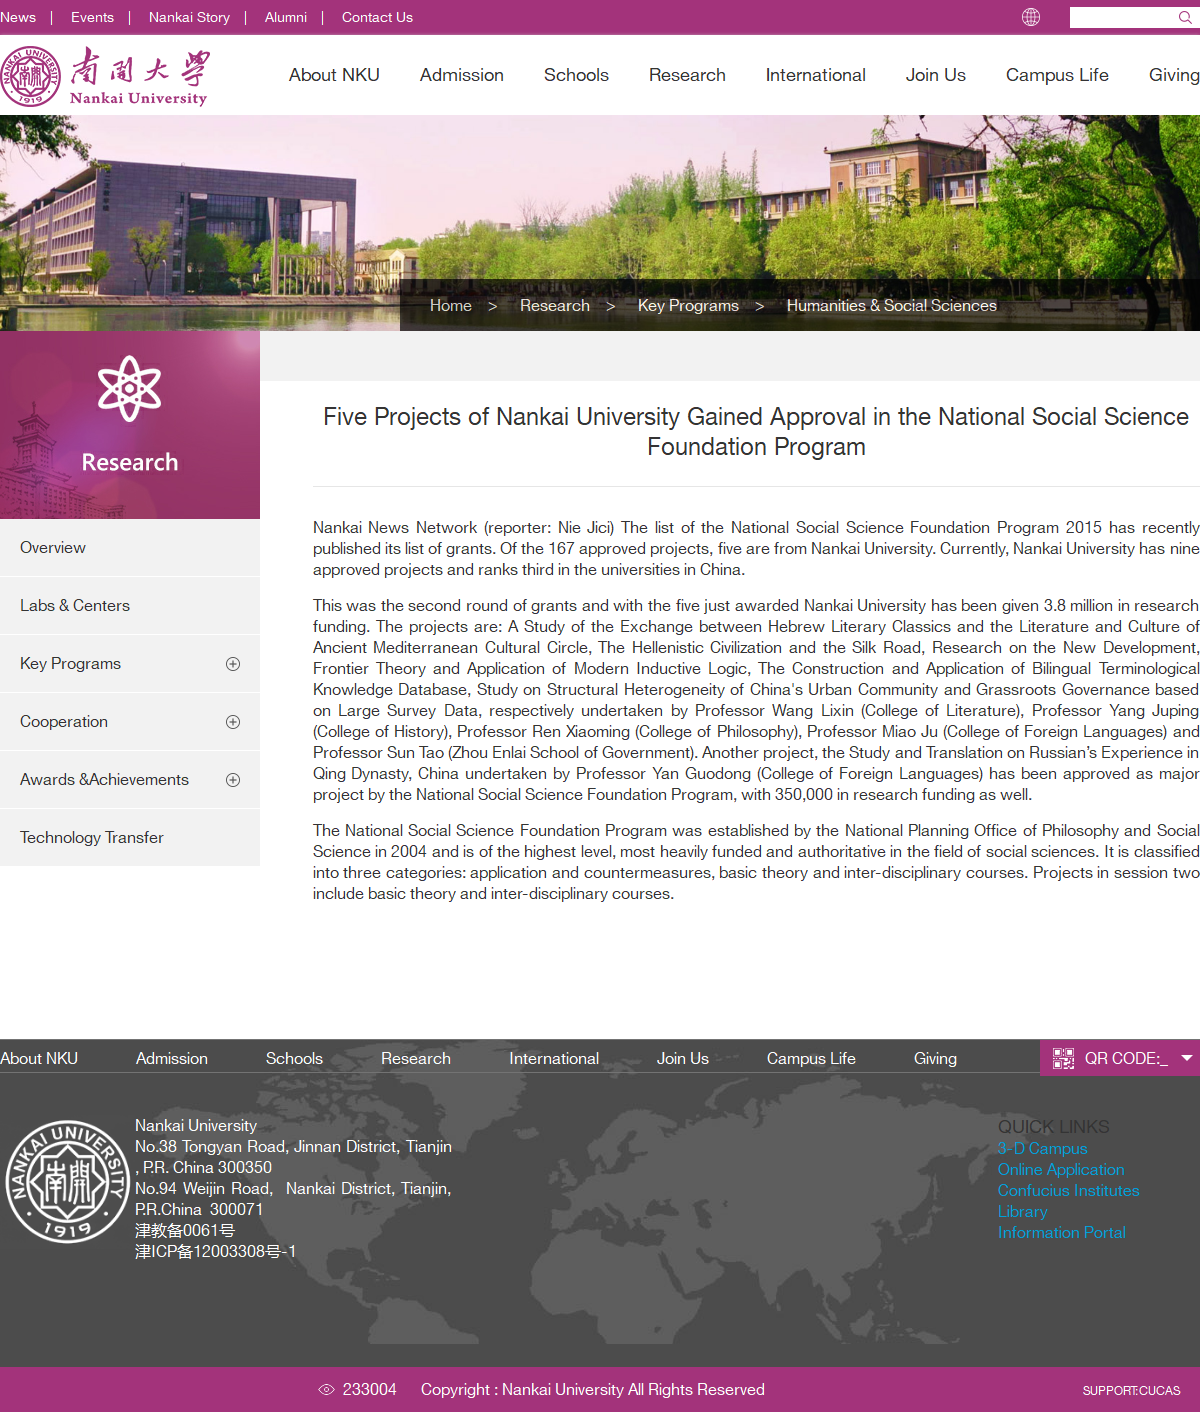 News | Events | Nankai Story | Alumni | Contact Us
NANKAI UNIVERSITY 1919
南開大學
Nankai University
About NKU Admission Schools Research International Join Us Campus Life Giving
Home > Research > Key Programs > Humanities & Social Sciences
Research
Overview
Labs & Centers
Key Programs
Cooperation
Awards &Achievements
Technology Transfer
Five Projects of Nankai University Gained Approval in the National Social Science
Foundation Program
Nankai News Network (reporter: Nie Jici) The list of the National Social Science Foundation Program 2015 has recently
published its list of grants. Of the 167 approved projects, five are from Nankai University. Currently, Nankai University has nine
approved projects and ranks third in the universities in China.
This was the second round of grants and with the five just awarded Nankai University has been given 3.8 million in research
funding. The projects are: A Study of the Exchange between Hebrew Literary Classics and the Literature and Culture of
Ancient Mediterranean Cultural Circle, The Hellenistic Civilization and the Silk Road, Research on the New Development,
Frontier Theory and Application of Modern Inductive Logic, The Construction and Application of Bilingual Terminological
Knowledge Database, Study on Structural Heterogeneity of China's Urban Community and Grassroots Governance based
on Large Survey Data, respectively undertaken by Professor Wang Lixin (College of Literature), Professor Yang Juping
(College of History), Professor Ren Xiaoming (College of Philosophy), Professor Miao Ju (College of Foreign Languages) and
Professor Sun Tao (Zhou Enlai School of Government). Another project, the Study and Translation on Russian’s Experience in
Qing Dynasty, China undertaken by Professor Yan Guodong (College of Foreign Languages) has been approved as major
project by the National Social Science Foundation Program, with 350,000 in research funding as well.
The National Social Science Foundation Program was established by the National Planning Office of Philosophy and Social
Science in 2004 and is of the highest level, most heavily funded and authoritative in the field of social sciences. It is classified
into three categories: application and countermeasures, basic theory and inter-disciplinary courses. Projects in session two
include basic theory and inter-disciplinary courses.
About NKU Admission Schools Research International Join Us Campus Life Giving
QR CODE:_
NANKAI UNIVERSITY 1919
Nankai University
No.38 Tongyan Road, Jinnan District, Tianjin
, P.R. China 300350
No.94 Weijin Road, Nankai District, Tianjin,
P.R.China 300071
津教备0061号
津ICP备12003308号-1
QUICK LINKS
3-D Campus
Online Application
Confucius Institutes
Library
Information Portal
233004 Copyright : Nankai University All Rights Reserved
SUPPORT:CUCAS